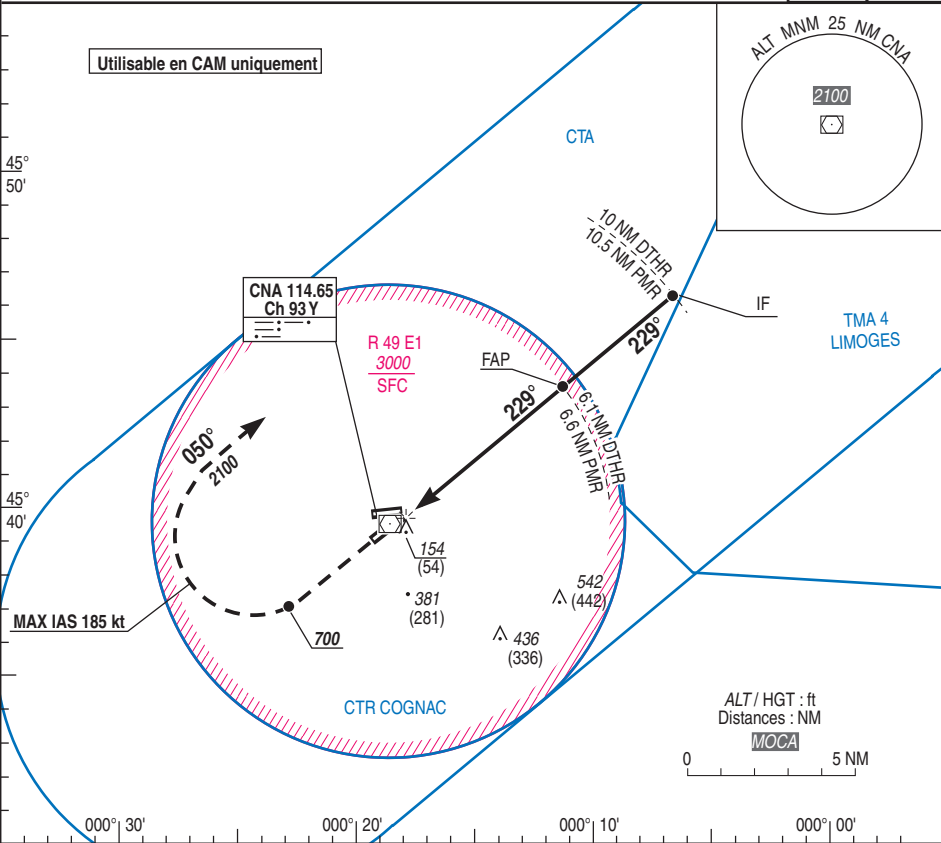 Utilisable en CAM uniquement
ALT MNM 25 NM CNA
2100
CTA
45°
50'
10 NM DTHR
10.5 NM PMR
IF
CNA 114.65
Ch 93 Y
R 49 E1
3000
SFC
TMA 4
LIMOGES
229°
FAP
229°
6.1 NM DTHR
6.6 NM PMR
050°
2100
45°
40'
154
(54)
381
(281)
542
(442)
436
(336)
MAX IAS 185 kt
700
CTR COGNAC
ALT / HGT : ft
Distances : NM
MOCA
0 5 NM
000° 30' 000° 20' 000° 10' 000° 00'